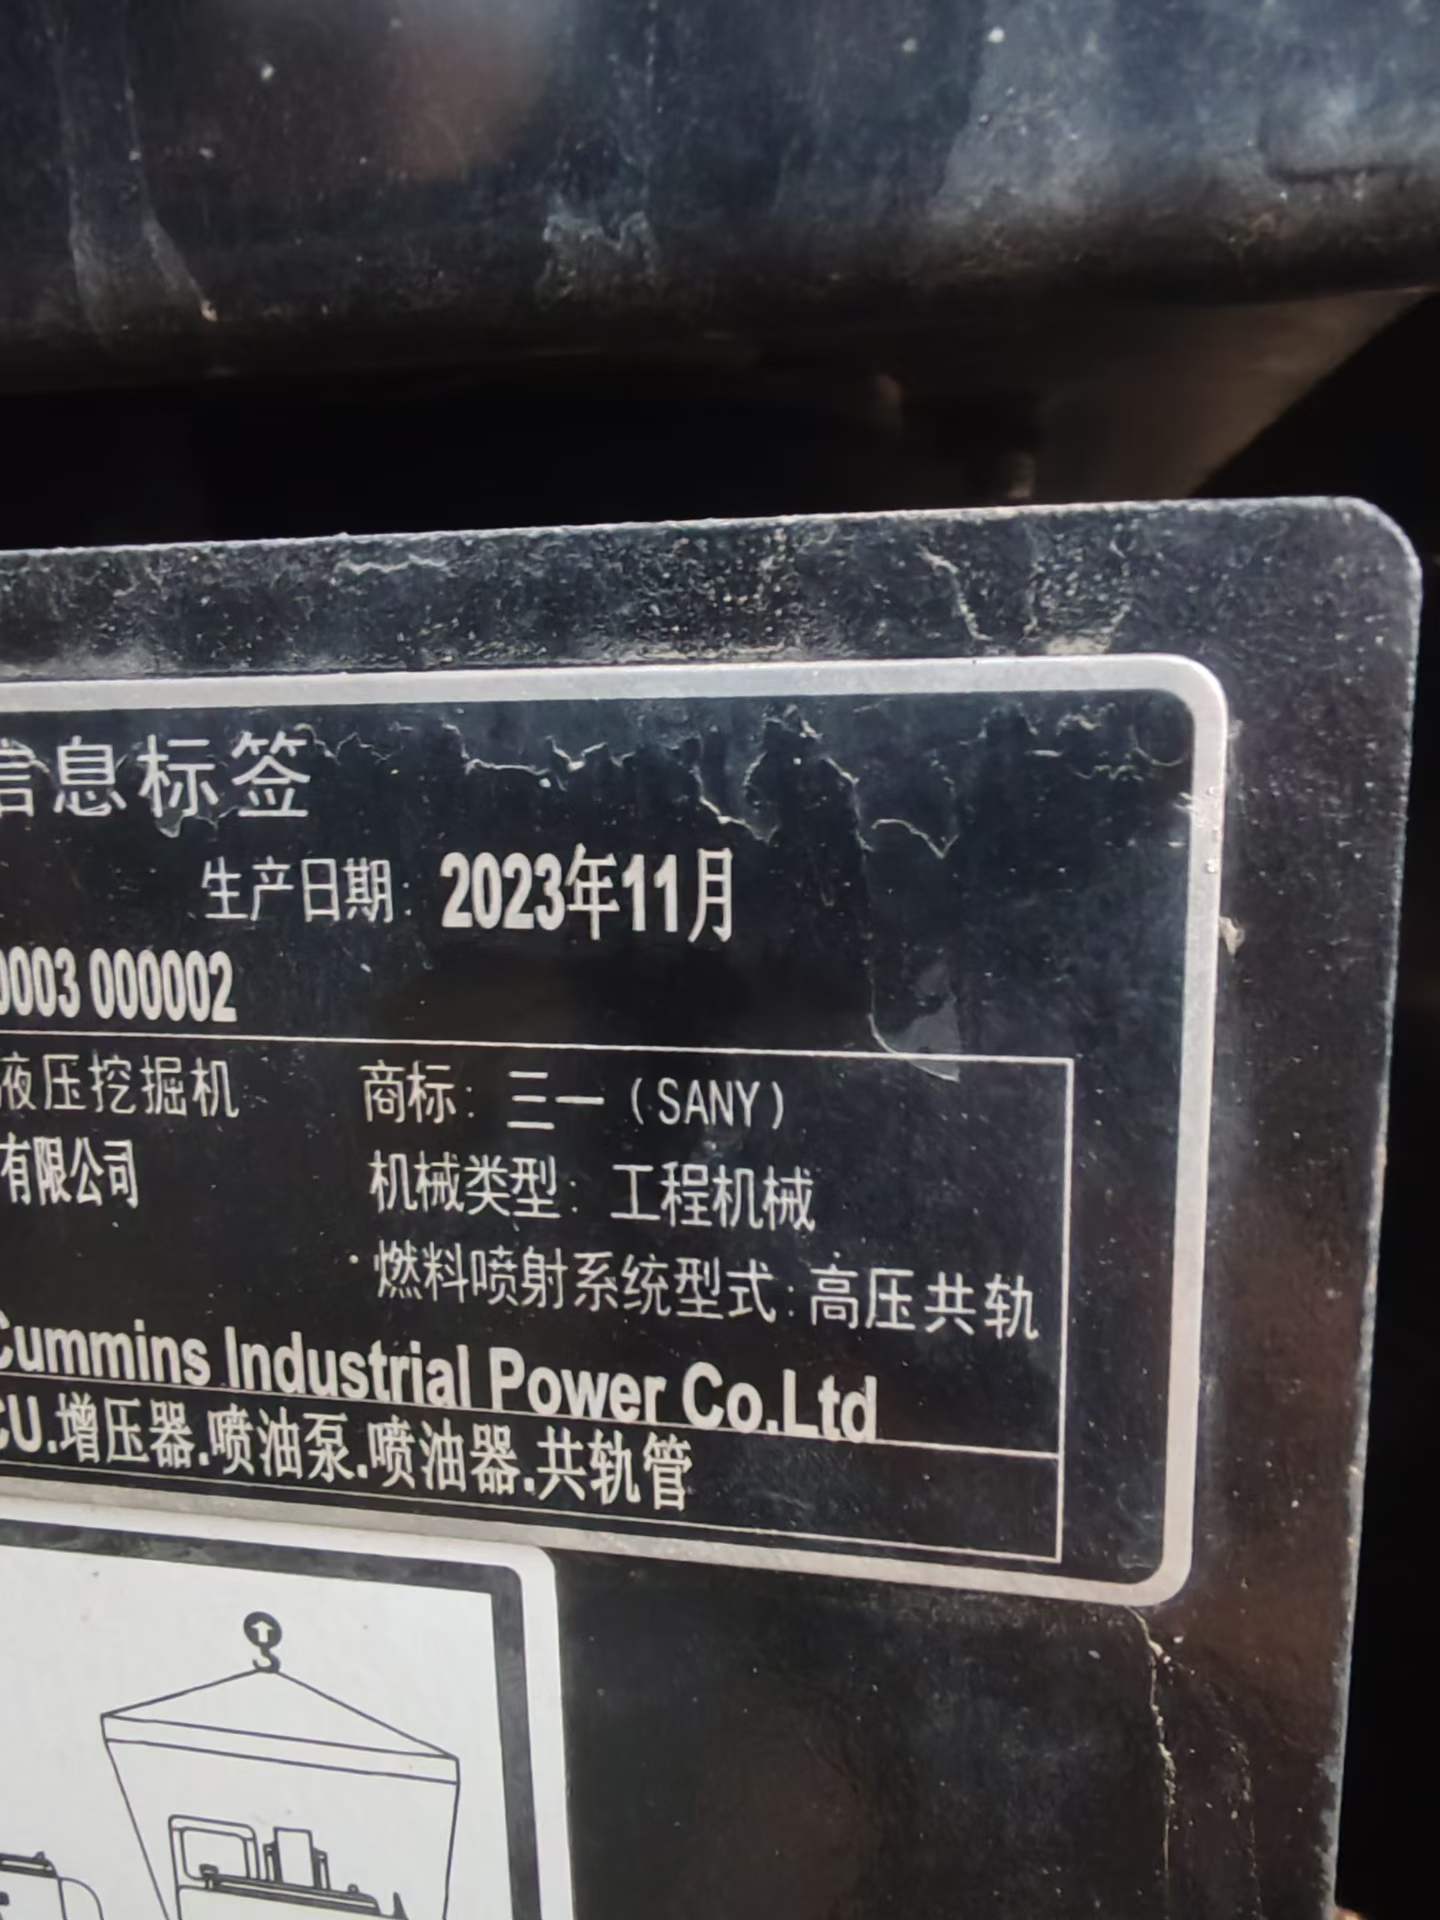 信息标签
生产日期: 2023年11月
0003 000002
液压挖掘机 商标: 三一 (SANY)
有限公司 机械类型: 工程机械
燃料喷射系统型式: 高压共轨
Cummins Industrial Power Co.Ltd
CU.增压器.喷油泵.喷油器.共轨管